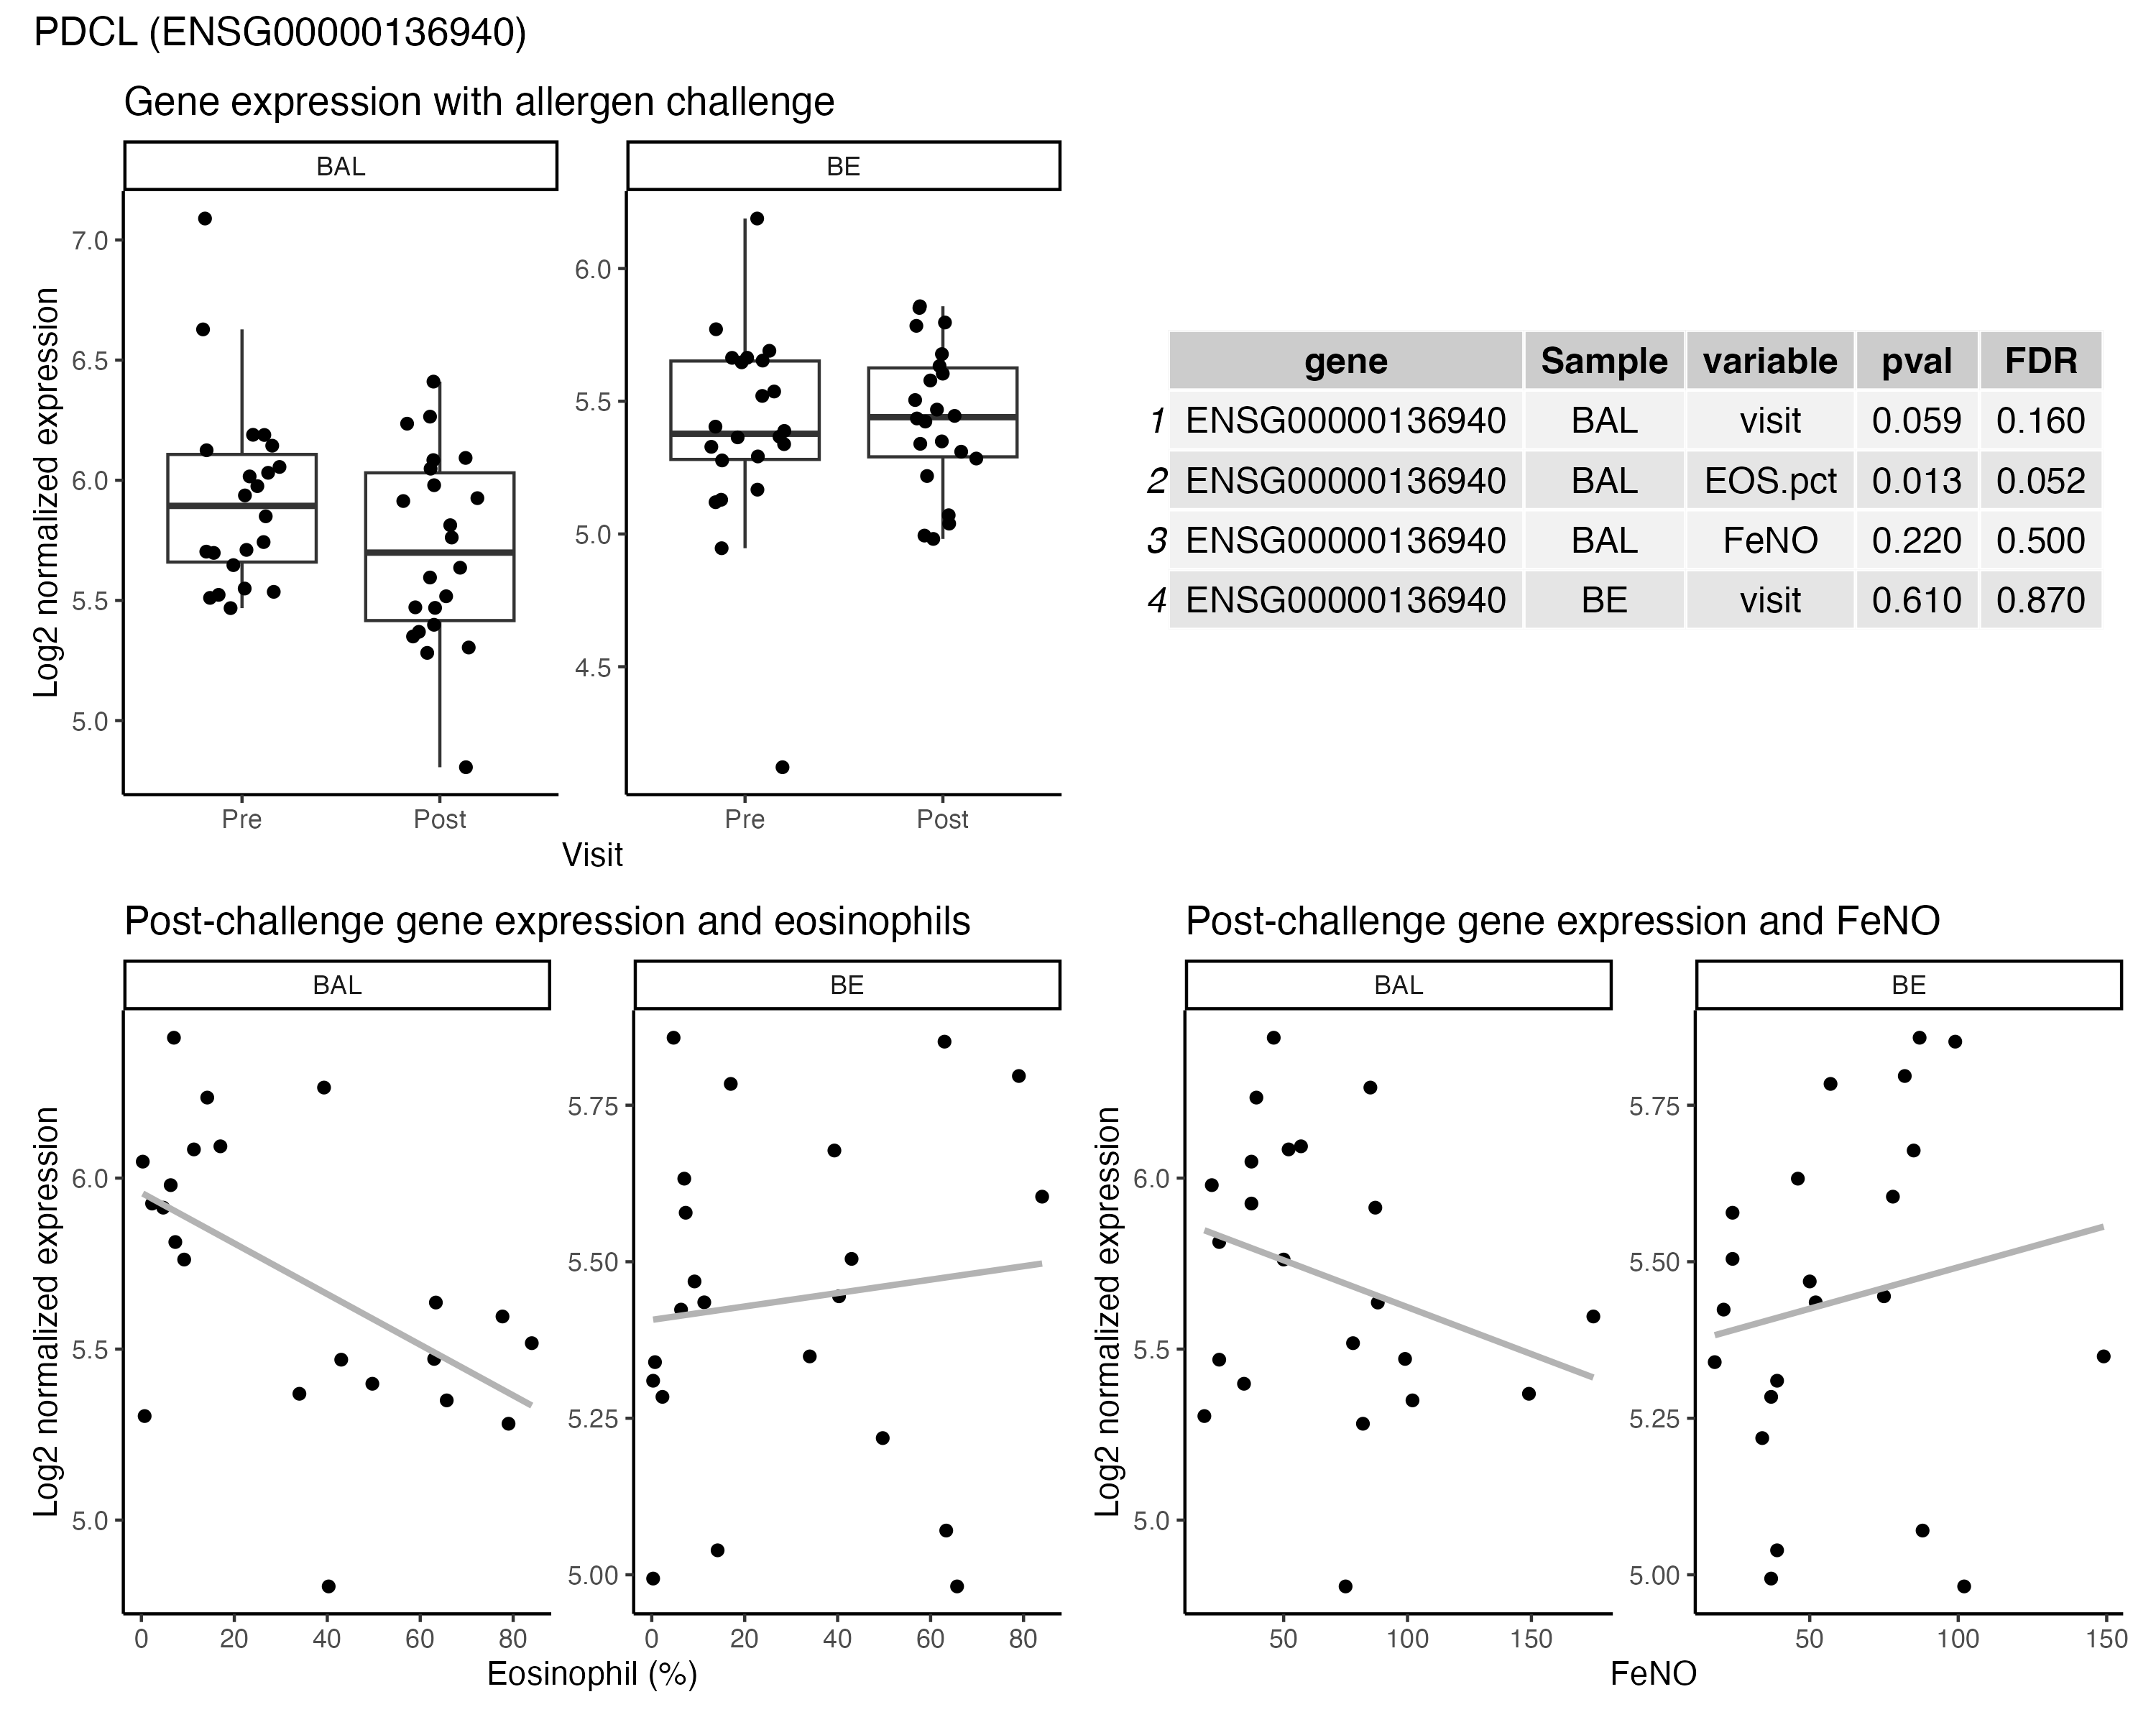 PDCL (ENSG00000136940)
Gene expression with allergen challenge
BAL
BE
Log2 normalized expression
7.0
6.5
6.0
5.5
5.0
6.0
5.5
5.0
4.5
Pre
Post
Pre
Post
Visit
gene Sample variable pval FDR
1 ENSG00000136940 BAL visit 0.059 0.160
2 ENSG00000136940 BAL EOS.pct 0.013 0.052
3 ENSG00000136940 BAL FeNO 0.220 0.500
4 ENSG00000136940 BE visit 0.610 0.870
Post-challenge gene expression and eosinophils
BAL
BE
Log2 normalized expression
6.0
5.5
5.0
5.75
5.50
5.25
5.00
0 20 40 60 80
0 20 40 60 80
Eosinophil (%)
Post-challenge gene expression and FeNO
BAL
BE
Log2 normalized expression
6.0
5.5
5.0
5.75
5.50
5.25
5.00
50 100 150
50 100 150
FeNO